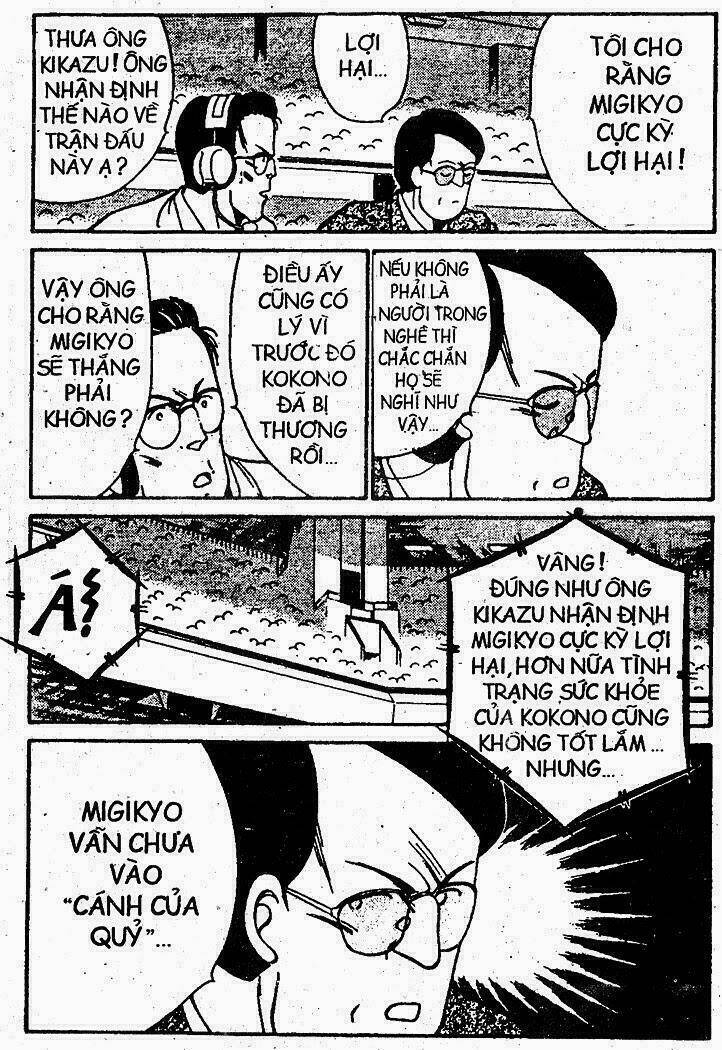 THƯA ÔNG
KIKAZU! ÔNG
NHẬN ĐỊNH
THẾ NÀO VỀ
TRẬN ĐẤU
NÀY Ạ?
LỢI
HẠI...
TÔI CHO
RẰNG
MIGIKYO
CỰC KỲ
LỢI HẠI!
VẬY ÔNG
CHO RẰNG
MIGIKYO
SẼ THẮNG
PHẢI
KHÔNG?
ĐIỀU ẤY
CŨNG CÓ
LÝ VÌ
TRƯỚC ĐÓ
KOKONO
ĐÃ BỊ
THƯƠNG
RỒI...
NẾU KHÔNG
PHẢI LÀ
NGƯỜI TRONG
NGHỀ THÌ
CHẮC CHẮN
HỌ SẼ
NGHĨ NHƯ
VẬY...
Á!
VÂNG!
ĐÚNG NHƯ ÔNG
KIKAZU NHẬN ĐỊNH
MIGIKYO CỰC KỲ LỢI
HẠI, HƠN NỮA TÌNH
TRẠNG SỨC KHỎE
CỦA KOKONO CŨNG
KHÔNG TỐT LẮM...
NHƯNG...
MIGIKYO
VẪN CHƯA
VÀO
“CÁNH CỦA
QUỶ”...